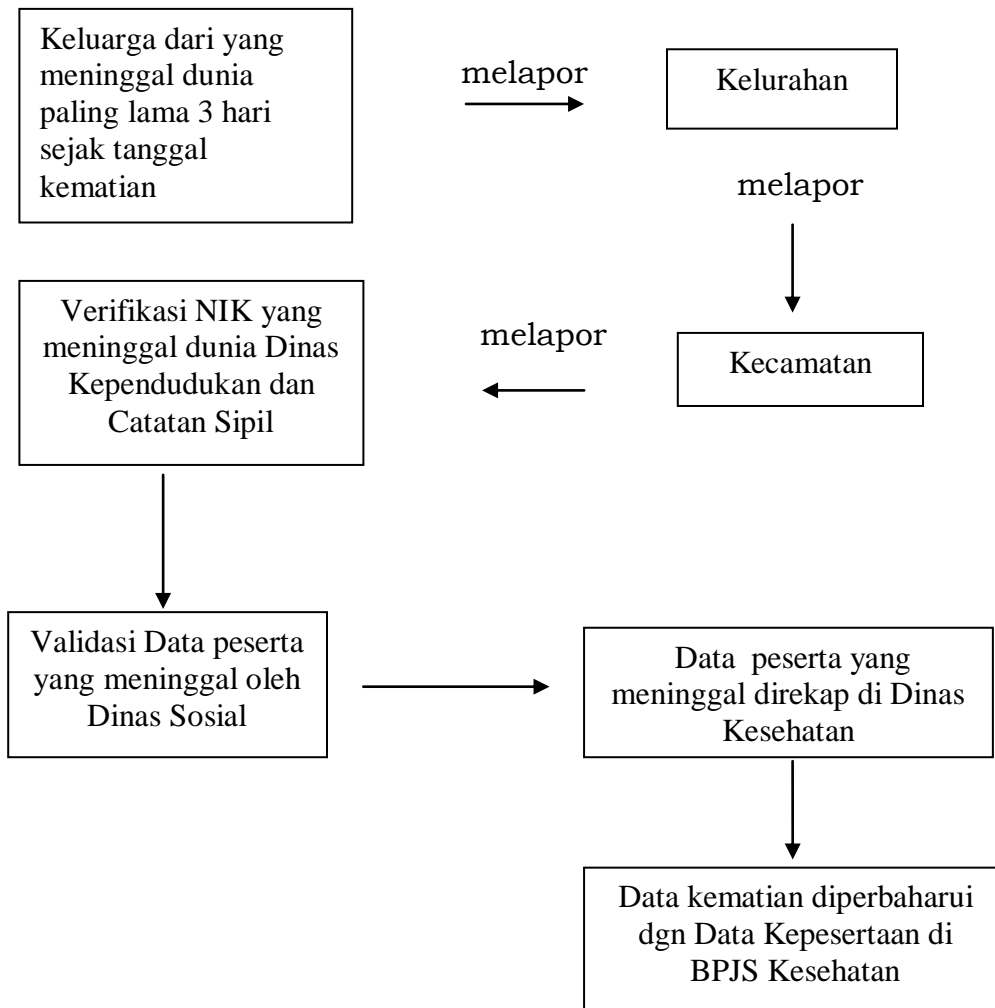 Keluarga dari yang
meninggal dunia
paling lama 3 hari
sejak tanggal
kematian
melapor
Kelurahan
melapor
Kecamatan
melapor
Verifikasi NIK yang
meninggal dunia Dinas
Kependudukan dan
Catatan Sipil
Validasi Data peserta
yang meninggal oleh
Dinas Sosial
Data peserta yang
meninggal direkap di Dinas
Kesehatan
Data kematian diperbaharui
dgn Data Kepesertaan di
BPJS Kesehatan